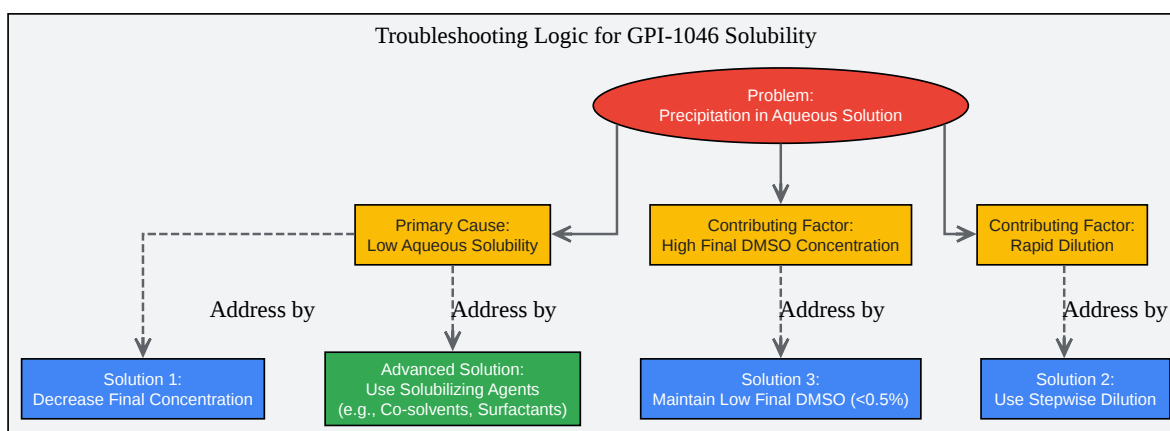 Troubleshooting Logic for GPI-1046 Solubility
Problem:
Precipitation in Aqueous Solution
Primary Cause:
Low Aqueous Solubility
Contributing Factor:
High Final DMSO Concentration
Contributing Factor:
Rapid Dilution
Address by
Address by
Address by
Address by
Solution 1:
Decrease Final Concentration
Advanced Solution:
Use Solubilizing Agents
(e.g., Co-solvents, Surfactants)
Solution 3:
Maintain Low Final DMSO (<0.5%)
Solution 2:
Use Stepwise Dilution